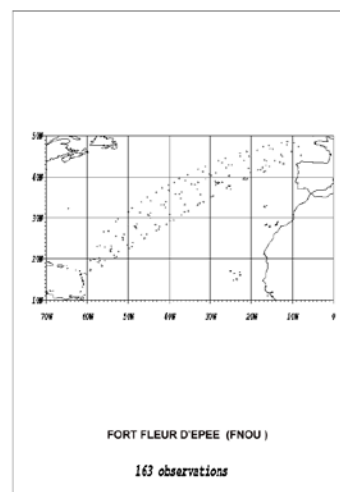 50N
40N
30N
20N
10N
70W 60W 50W 40W 30W 20W 10W 0
FORT FLEUR D'EPEE (FNOU )
163 observations